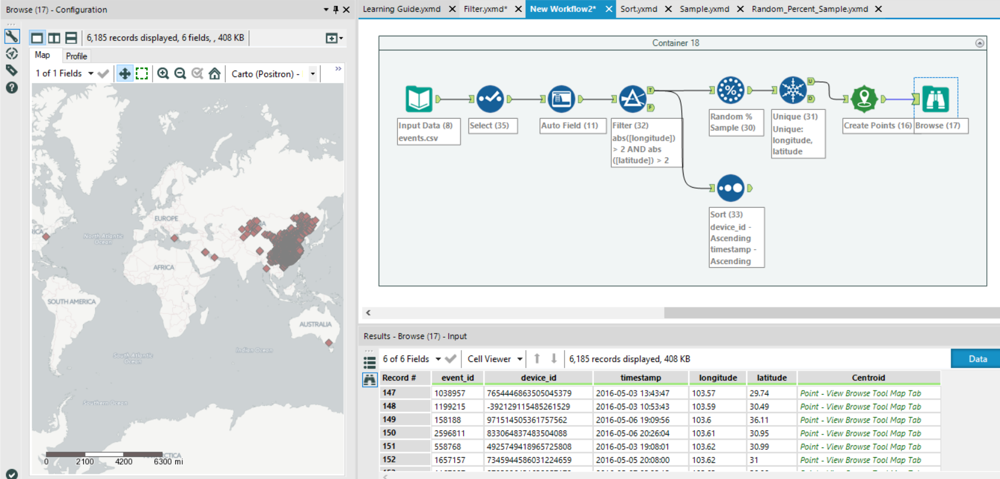 Browse (17) - Configuration
Learning Guide.yxmd
Filter.yxmd*
New Workflow2*
Sort.yxmd
Sample.yxmd
Random_Percent_Sample.yxmd
6,185 records displayed, 6 fields, , 408 KB
Map
Profile
1 of 1 Fields
Carto (Positron) -
EUROPE
North Atlantic
Ocean
AFRICA
SOUTH AMERICA
AUSTRALIA
Indian Ocean
South Atlantic
Ocean
Southern Ocean
0
2100
4200
6300 mi
Container 18
T
F
%
U
D
Input Data (8)
events.csv
Select (35)
Auto Field (11)
Filter (32)
abs([longitude])
> 2 AND abs
([latitude]) > 2
Random %
Sample (30)
Unique (31)
Unique:
longitude,
latitude
Create Points (16)
Browse (17)
Sort (33)
device_id -
Ascending
timestamp -
Ascending
Results - Browse (17) - Input
6 of 6 Fields
Cell Viewer
6,185 records displayed, 408 KB
Data
Record # event_id device_id timestamp longitude latitude Centroid
147 1038957 7654446863505045379 2016-05-03 13:43:47 103.57 29.74 Point - View Browse Tool Map Tab
148 1199215 -392129115485261529 2016-05-03 10:53:43 103.59 30.49 Point - View Browse Tool Map Tab
149 158188 971514505361757562 2016-05-06 19:09:56 103.6 36.11 Point - View Browse Tool Map Tab
150 2596811 833064837483504088 2016-05-06 20:26:04 103.61 30.95 Point - View Browse Tool Map Tab
151 558768 4925749418965725808 2016-05-03 19:08:01 103.62 30.99 Point - View Browse Tool Map Tab
152 1657157 7345944586031224659 2016-05-05 20:08:00 103.62 31 Point - View Browse Tool Map Tab